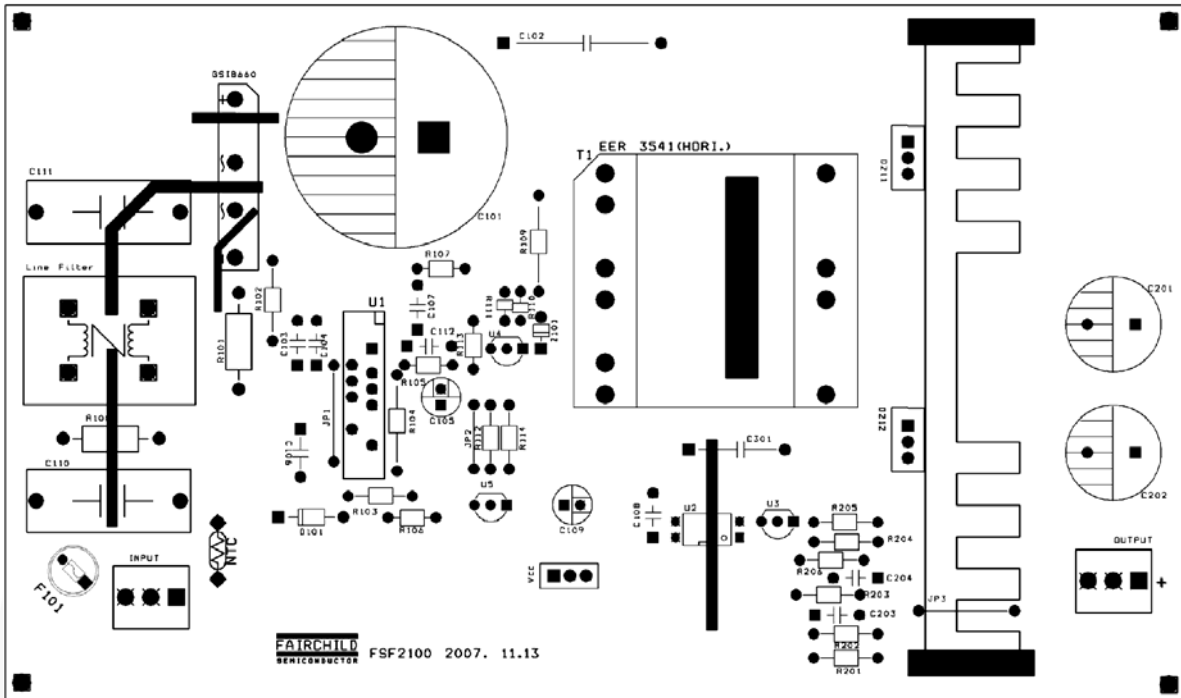 C102
GSIB660
C101
T1
EER 3541(HORI.)
D211
C111
Line Filter
R109
R107
R102
C107
U1
R111
R110
Z101
C201
R101
C103
C104
C112
R113
U4
R105
JP1
R104
C105
JP2
R112
R114
D212
C301
C106
C110
U5
R103
D101
R106
C109
C108
U2
U3
R205
R204
R206
C204
R203
C203
R202
R201
C202
NTC
F101
INPUT
VCC
JP3
OUTPUT
+
FAIRCHILD
SEMICONDUCTOR
FSF2100 2007. 11.13